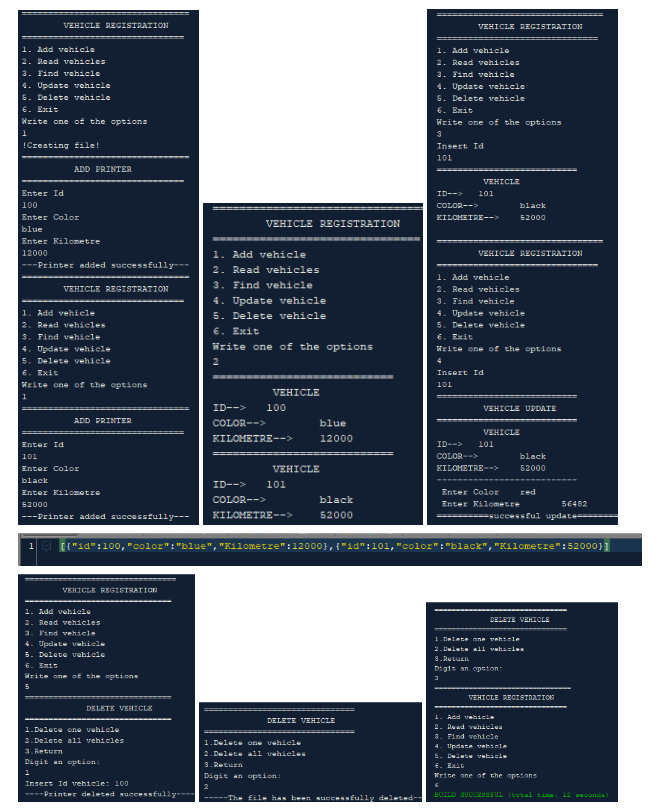 ================================
VEHICLE REGISTRATION
===============================
1. Add vehicle
2. Read vehicles
3. Find vehicle
4. Update vehicle
5. Delete vehicle
6. Exit
Write one of the options
1
!Creating file!
================================
ADD PRINTER
===============================
Enter Id
100
Enter Color
blue
Enter Kilometre
12000
---Printer added successfully---
================================
VEHICLE REGISTRATION
===============================
1. Add vehicle
2. Read vehicles
3. Find vehicle
4. Update vehicle
5. Delete vehicle
6. Exit
Write one of the options
1
================================
ADD PRINTER
===============================
Enter Id
101
Enter Color
black
Enter Kilometre
52000
---Printer added successfully---
================================
VEHICLE REGISTRATION
===============================
1. Add vehicle
2. Read vehicles
3. Find vehicle
4. Update vehicle
5. Delete vehicle
6. Exit
Write one of the options
2
===========================
VEHICLE
ID--> 100
COLOR--> blue
KILOMETRE--> 12000
===========================
VEHICLE
ID--> 101
COLOR--> black
KILOMETRE--> 52000
================================
VEHICLE REGISTRATION
===============================
1. Add vehicle
2. Read vehicles
3. Find vehicle
4. Update vehicle
5. Delete vehicle
6. Exit
Write one of the options
3
Insert Id
101
===========================
VEHICLE
ID--> 101
COLOR--> black
KILOMETRE--> 52000
================================
VEHICLE REGISTRATION
===============================
1. Add vehicle
2. Read vehicles
3. Find vehicle
4. Update vehicle
5. Delete vehicle
6. Exit
Write one of the options
4
Insert Id
101
===========================
VEHICLE UPDATE
===========================
VEHICLE
ID--> 101
COLOR--> black
KILOMETRE--> 52000
---------------------------
Enter Color red
Enter Kilometre 56482
==========successful update========
1 [{"id":100,"color":"blue","Kilometre":12000},{"id":101,"color":"black","Kilometre":52000}]
================================
VEHICLE REGISTRATION
===============================
1. Add vehicle
2. Read vehicles
3. Find vehicle
4. Update vehicle
5. Delete vehicle
6. Exit
Write one of the options
5
===============================
DELETE VEHICLE
===============================
1.Delete one vehicle
2.Delete all vehicles
3.Return
Digit an option:
1
Insert Id vehicle: 100
----Printer deleted successfully----
===============================
DELETE VEHICLE
===============================
1.Delete one vehicle
2.Delete all vehicles
3.Return
Digit an option:
2
-----The file has been successfully deleted--
===============================
DELETE VEHICLE
===============================
1.Delete one vehicle
2.Delete all vehicles
3.Return
Digit an option:
3
================================
VEHICLE REGISTRATION
===============================
1. Add vehicle
2. Read vehicles
3. Find vehicle
4. Update vehicle
5. Delete vehicle
6. Exit
Write one of the options
6
BUILD SUCCESSFUL (total time: 12 seconds)